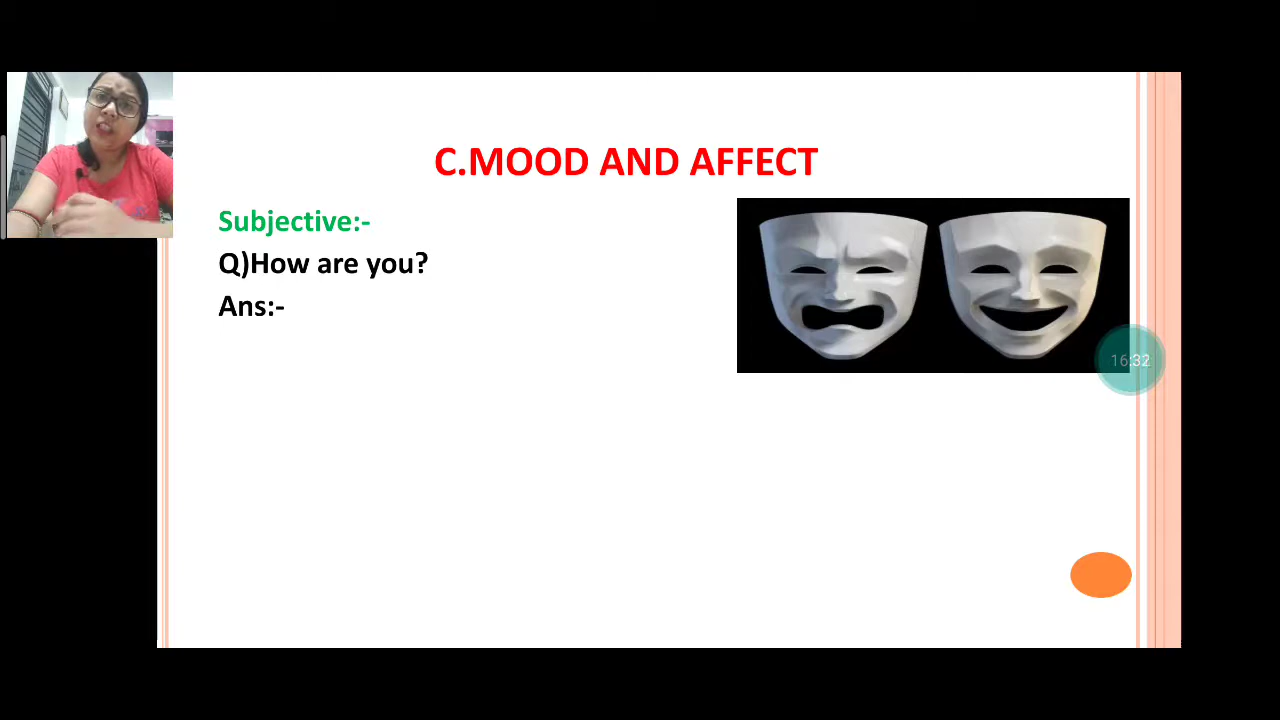 C.MOOD AND AFFECT
Subjective:-
Q)How are you?
Ans:-
16:32